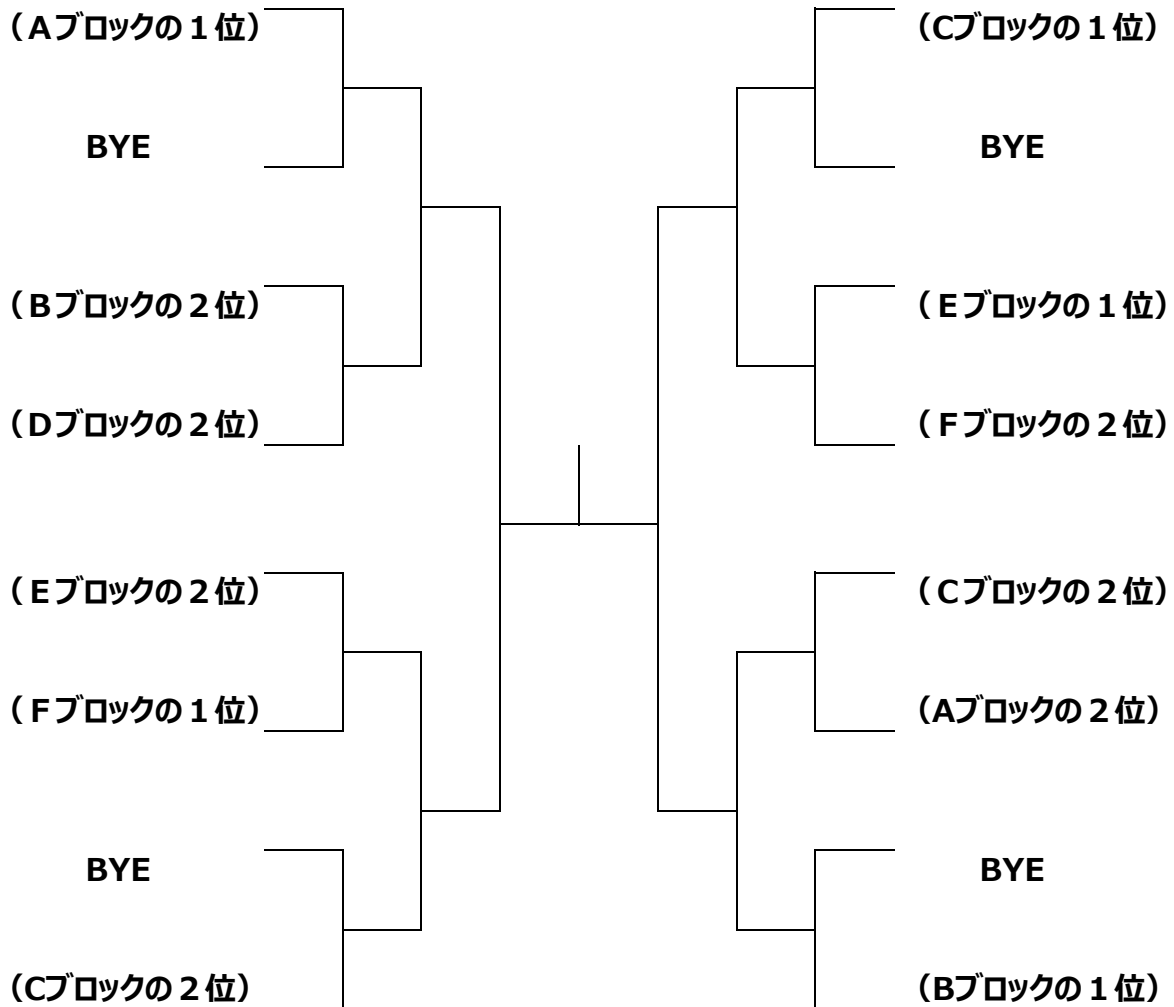 （Aブロックの１位）
BYE
（Bブロックの２位）
（Dブロックの２位）
（Eブロックの２位）
（Fブロックの１位）
BYE
（Cブロックの２位）
（Cブロックの１位）
BYE
（Eブロックの１位）
（Fブロックの２位）
（Cブロックの２位）
（Aブロックの２位）
BYE
（Bブロックの１位）